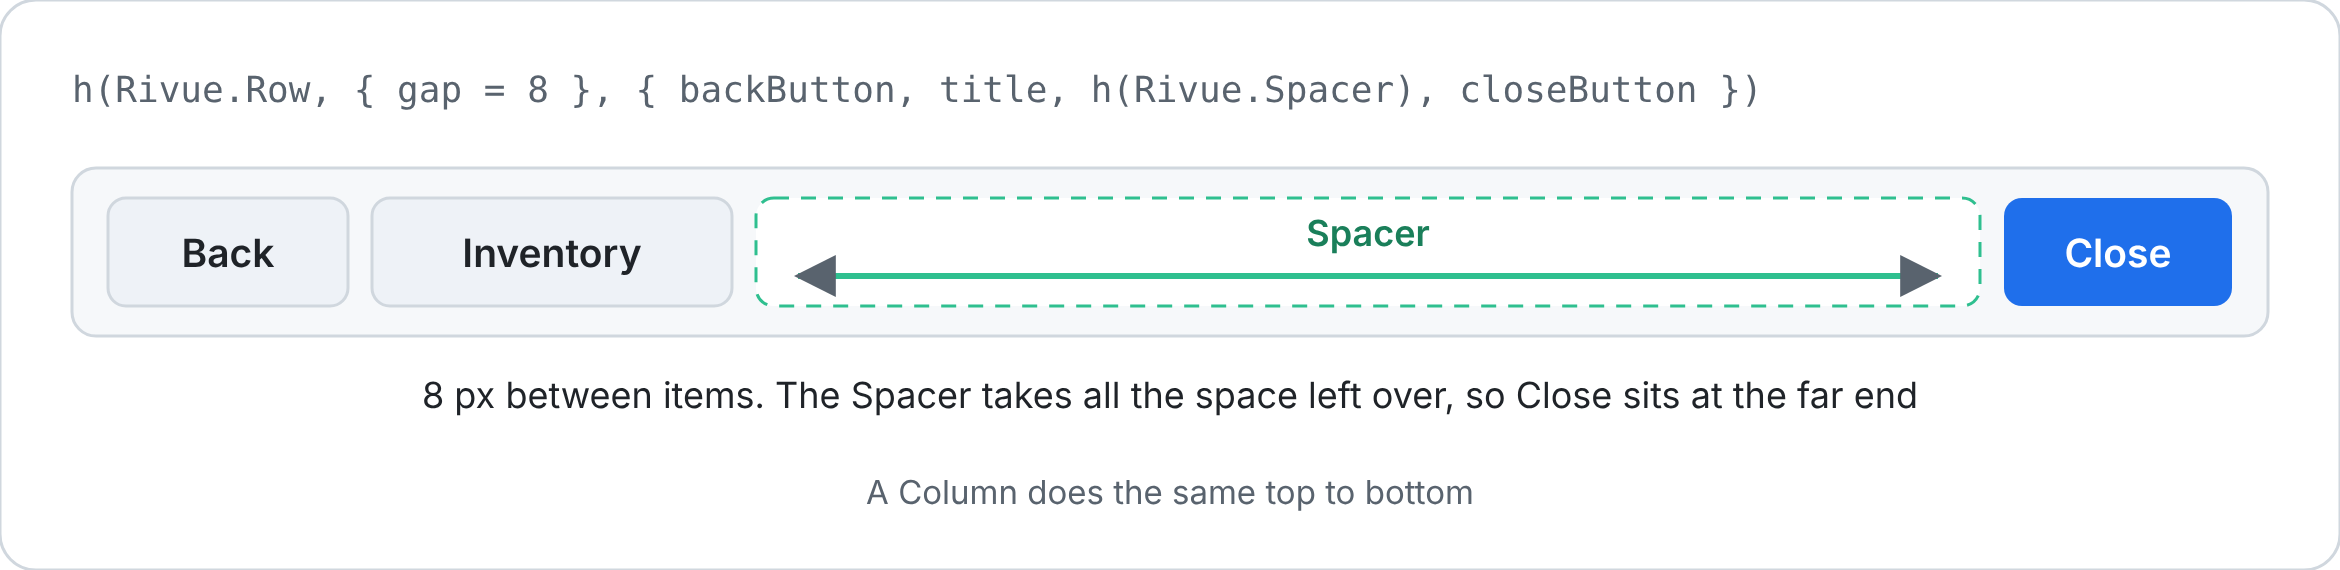 h(Rivue.Row, { gap = 8 }, { backButton, title, h(Rivue.Spacer), closeButton })
Back
Inventory
Spacer
Close
8 px between items. The Spacer takes all the space left over, so Close sits at the far end
A Column does the same top to bottom